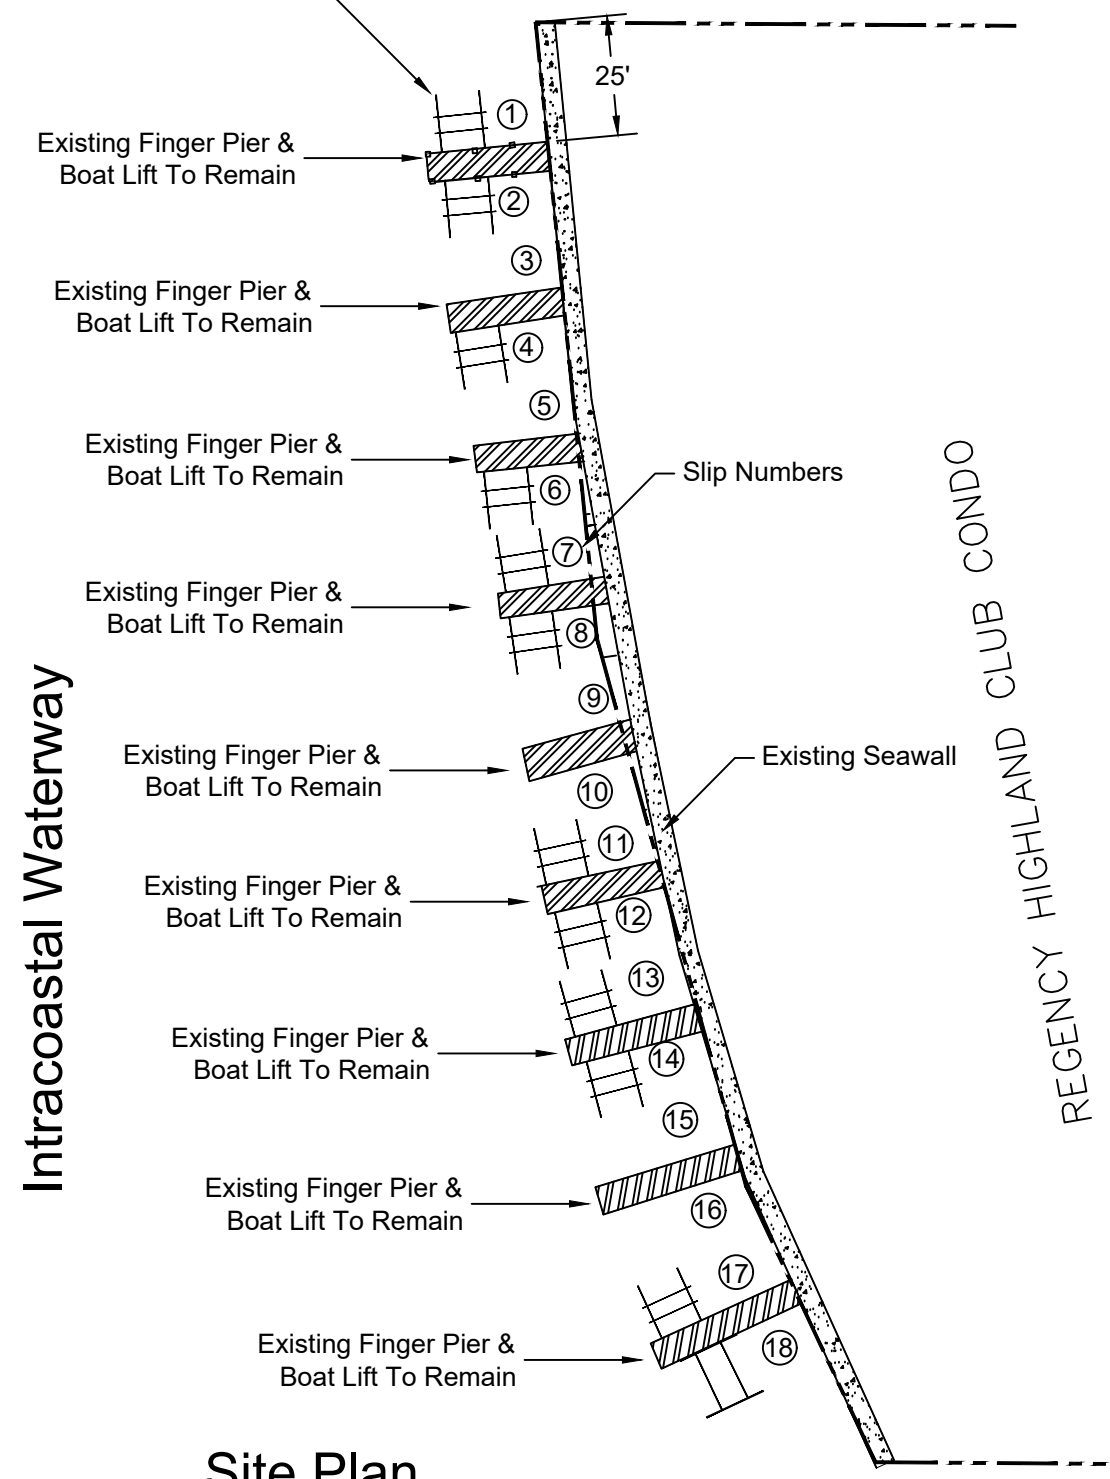 25'
1
Existing Finger Pier &
Boat Lift To Remain
2
3
Existing Finger Pier &
Boat Lift To Remain
4
5
Existing Finger Pier &
Boat Lift To Remain
6
Slip Numbers
7
Existing Finger Pier &
Boat Lift To Remain
8
9
Existing Finger Pier &
Boat Lift To Remain
10
Existing Seawall
11
Existing Finger Pier &
Boat Lift To Remain
12
13
Existing Finger Pier &
Boat Lift To Remain
14
15
Existing Finger Pier &
Boat Lift To Remain
16
17
Existing Finger Pier &
Boat Lift To Remain
18
Intracoastal Waterway
REGENCY HIGHLAND CLUB CONDO
Site Plan